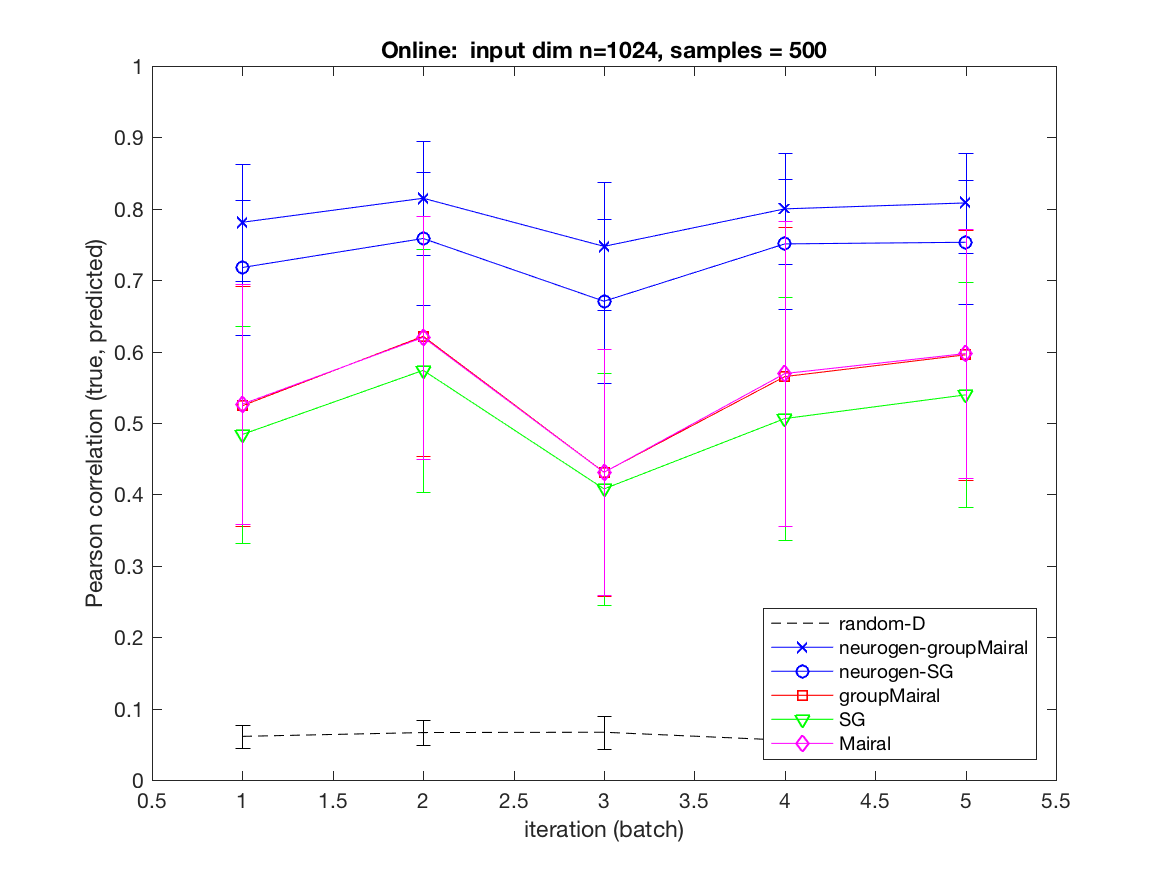 Online:  input dim n=1024, samples = 500
Pearson correlation (true, predicted)
1
0.9
0.8
0.7
0.6
0.5
0.4
0.3
0.2
0.1
0
random-D
neurogen-groupMairal
neurogen-SG
groupMairal
SG
Mairal
0.5 1 1.5 2 2.5 3 3.5 4 4.5 5 5.5
iteration (batch)